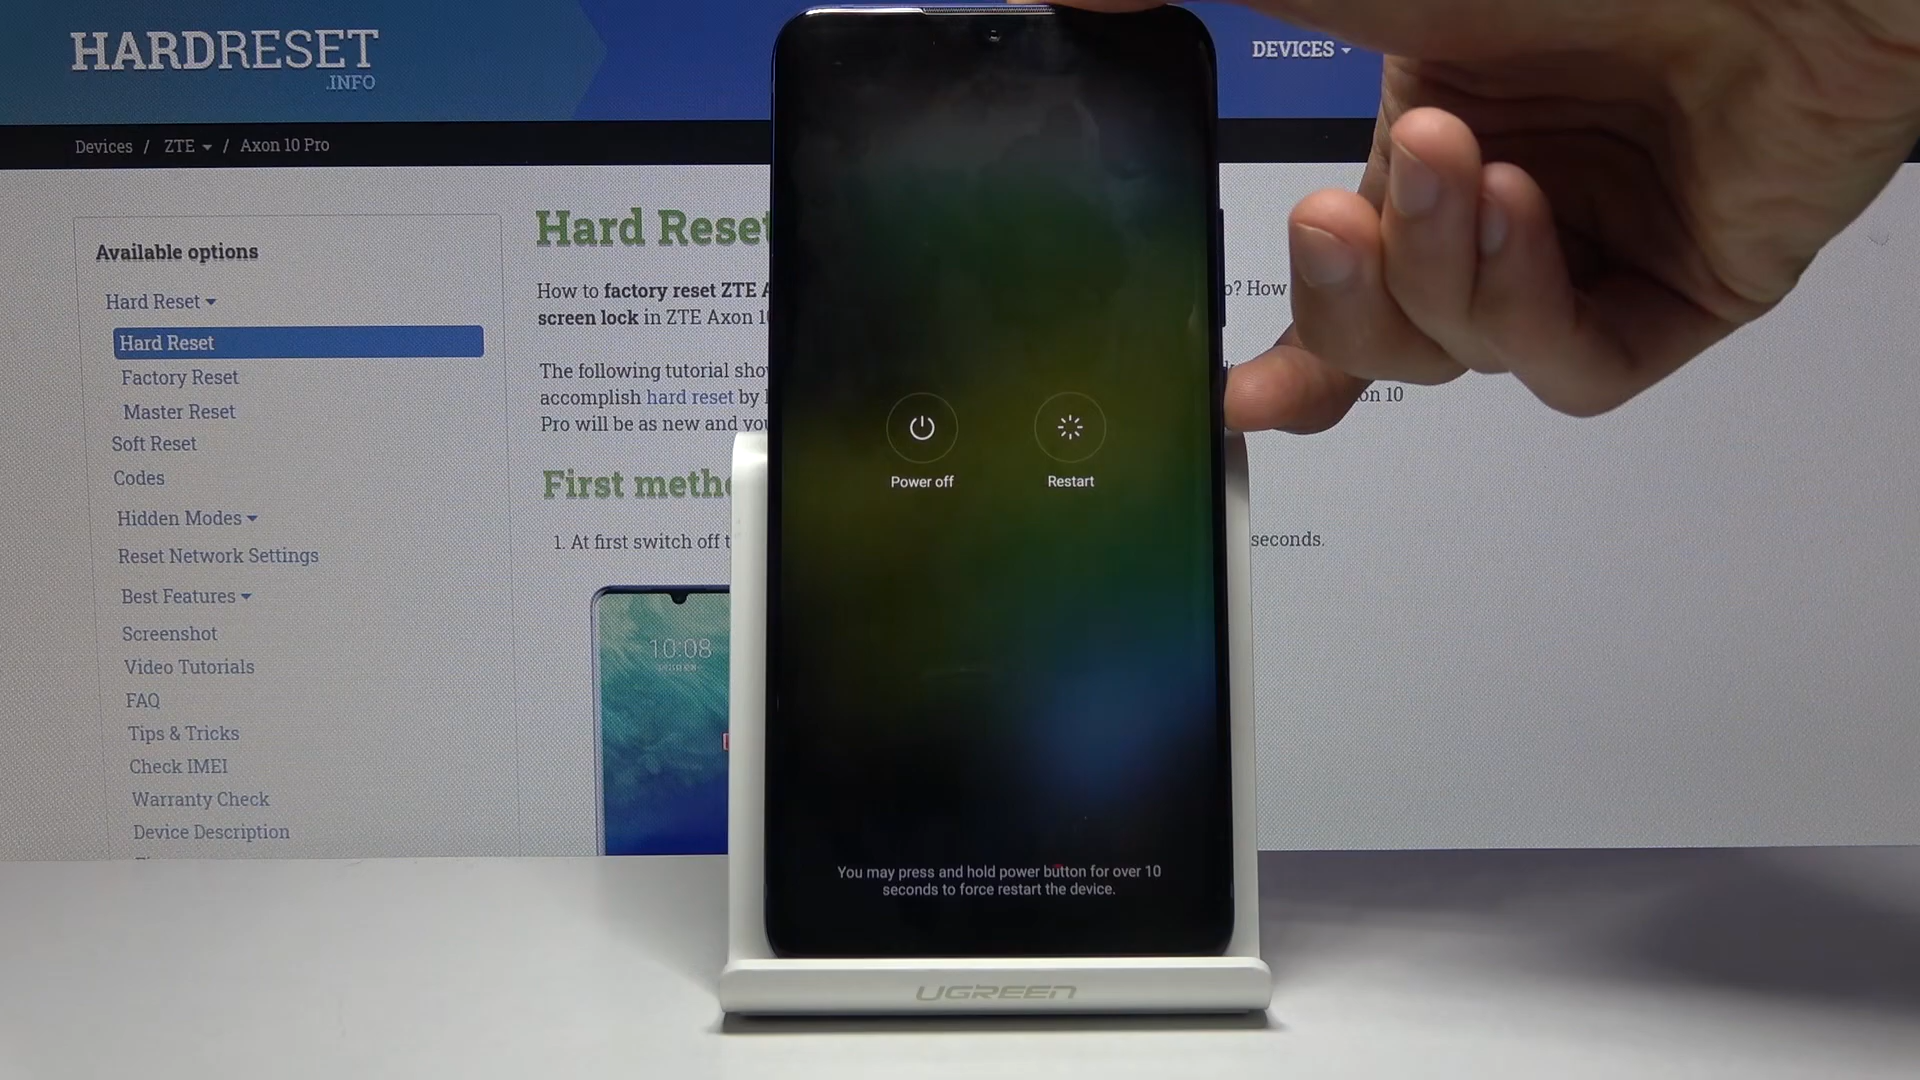 HARDRESET
.INFO
DEVICES
Devices / ZTE / Axon 10 Pro
Available options
Hard Reset
Hard Reset
Factory Reset
Master Reset
Soft Reset
Codes
Hidden Modes
Reset Network Settings
Best Features
Screenshot
Video Tutorials
FAQ
Tips & Tricks
Check IMEI
Warranty Check
Device Description
Hard Reset
How to factory reset ZTE ? How
screen lock in ZTE Axon
The following tutorial
accomplish hard reset by on 10
Pro will be as new and
First
1. At first switch off seconds.
10:08
Power off
Restart
You may press and hold power button for over 10
seconds to force restart the device.
UGREEN